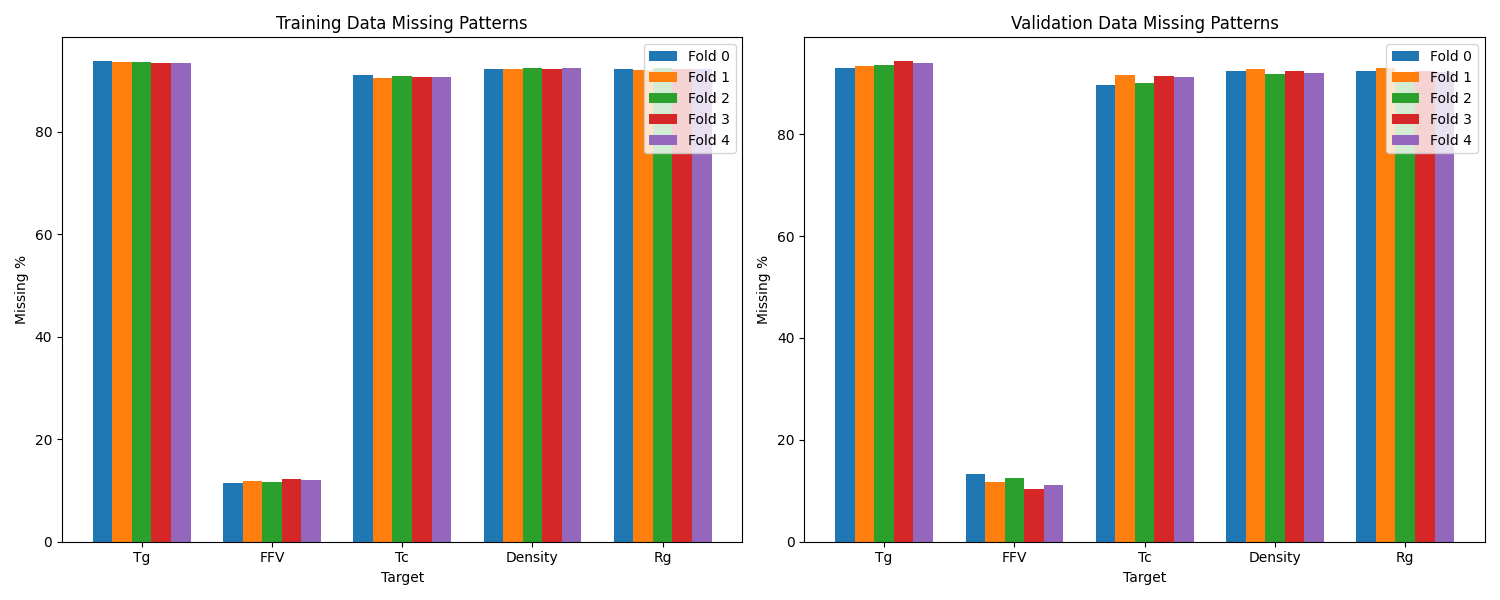 Training Data Missing Patterns
Missing %
80
60
40
20
0
Tg FFV Tc Density Rg
Target
Fold 0
Fold 1
Fold 2
Fold 3
Fold 4
Validation Data Missing Patterns
Missing %
80
60
40
20
0
Tg FFV Tc Density Rg
Target
Fold 0
Fold 1
Fold 2
Fold 3
Fold 4